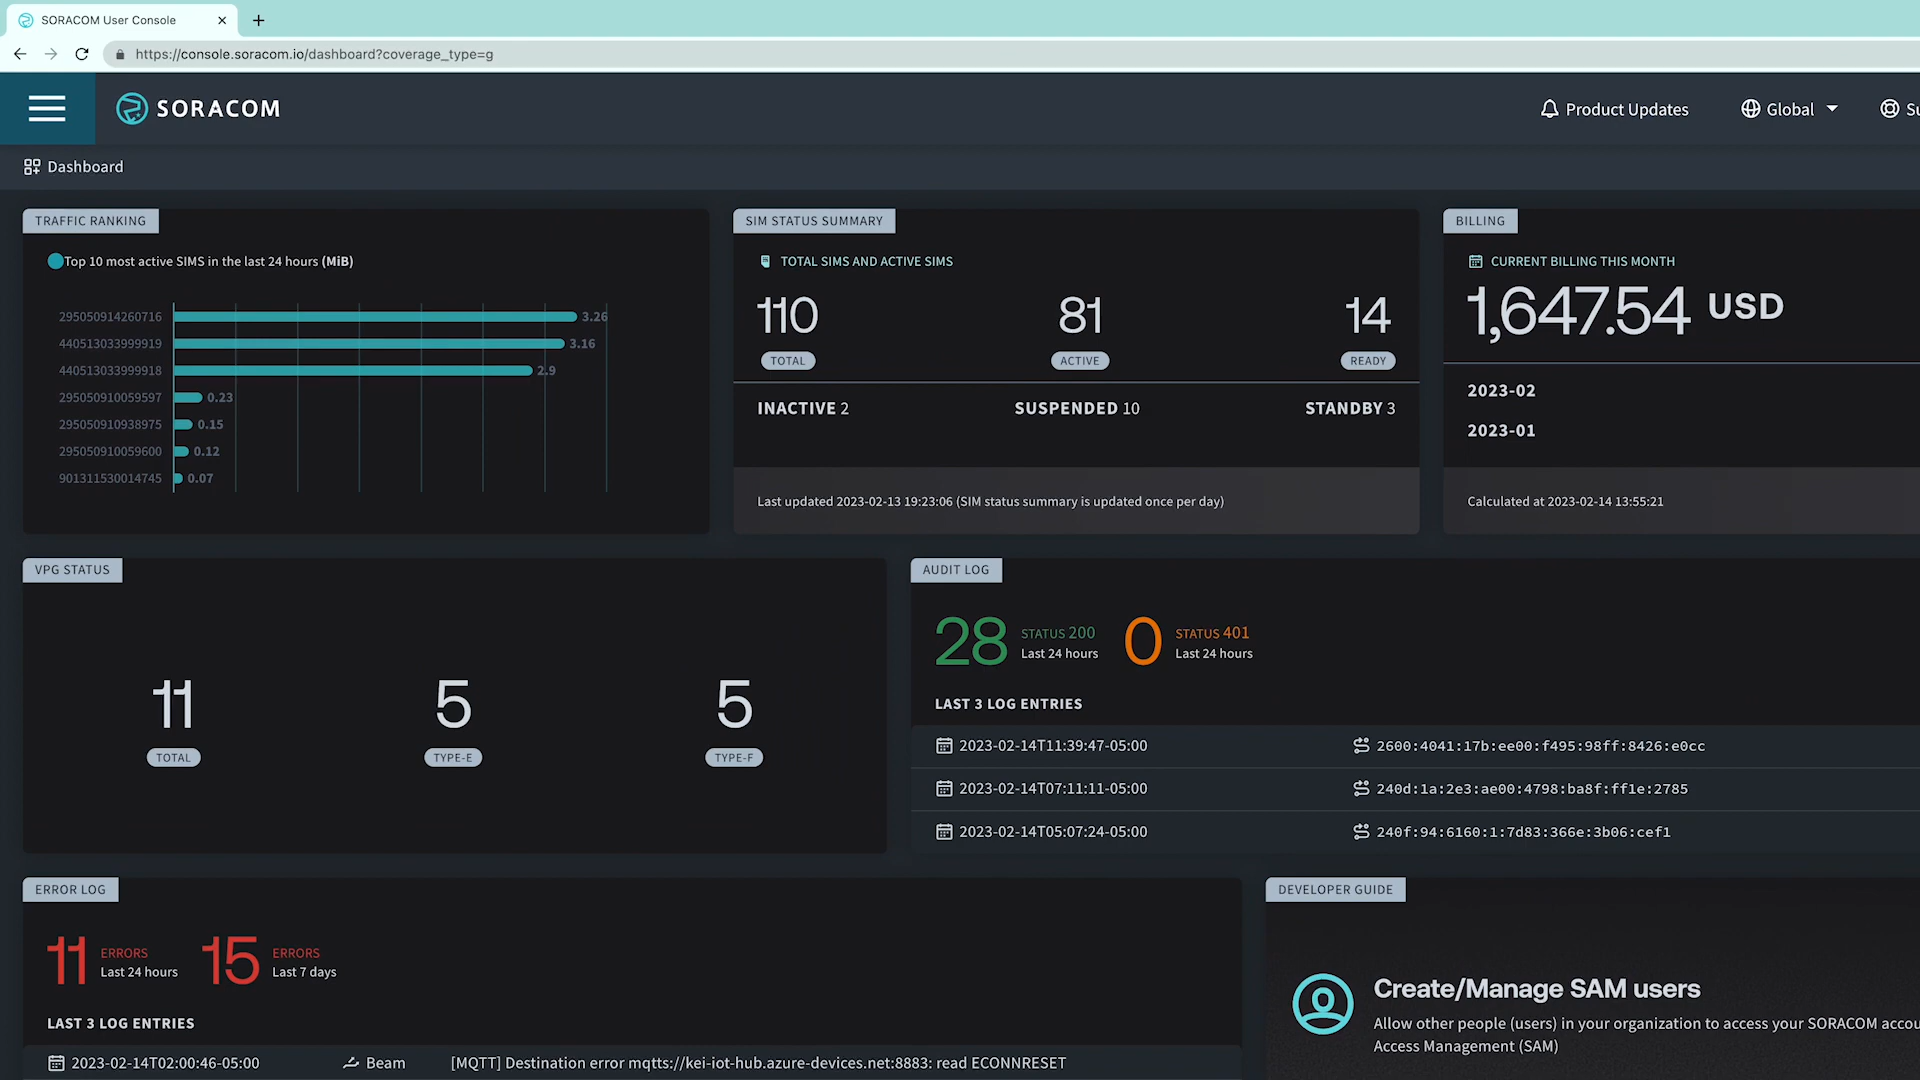 SORACOM User Console
https://console.soracom.io/dashboard?coverage_type=g
SORACOM
Product Updates
Global
Dashboard
TRAFFIC RANKING
Top 10 most active SIMS in the last 24 hours (MiB)
295050914260716 3.26
440513033999919 3.16
440513033999918 2.9
295050910059597 0.23
295050910938975 0.15
295050910059600 0.12
901311530014745 0.07
SIM STATUS SUMMARY
TOTAL SIMS AND ACTIVE SIMS
110 81 14
TOTAL ACTIVE READY
INACTIVE 2 SUSPENDED 10 STANDBY 3
Last updated 2023-02-13 19:23:06 (SIM status summary is updated once per day)
BILLING
CURRENT BILLING THIS MONTH
1,647.54 USD
2023-02
2023-01
Calculated at 2023-02-14 13:55:21
VPG STATUS
11 5 5
TOTAL TYPE-E TYPE-F
AUDIT LOG
28 STATUS 200 Last 24 hours
0 STATUS 401 Last 24 hours
LAST 3 LOG ENTRIES
2023-02-14T11:39:47-05:00 2600:4041:17b:ee00:f495:98ff:8426:e0cc
2023-02-14T07:11:11-05:00 240d:1a:2e3:ae00:4798:ba8f:ff1e:2785
2023-02-14T05:07:24-05:00 240f:94:6160:1:7d83:366e:3b06:cef1
ERROR LOG
11 ERRORS Last 24 hours
15 ERRORS Last 7 days
LAST 3 LOG ENTRIES
2023-02-14T02:00:46-05:00 Beam [MQTT] Destination error mqtts://kei-iot-hub.azure-devices.net:8883: read ECONNRESET
DEVELOPER GUIDE
Create/Manage SAM users
Allow other people (users) in your organization to access your SORACOM
Access Management (SAM)